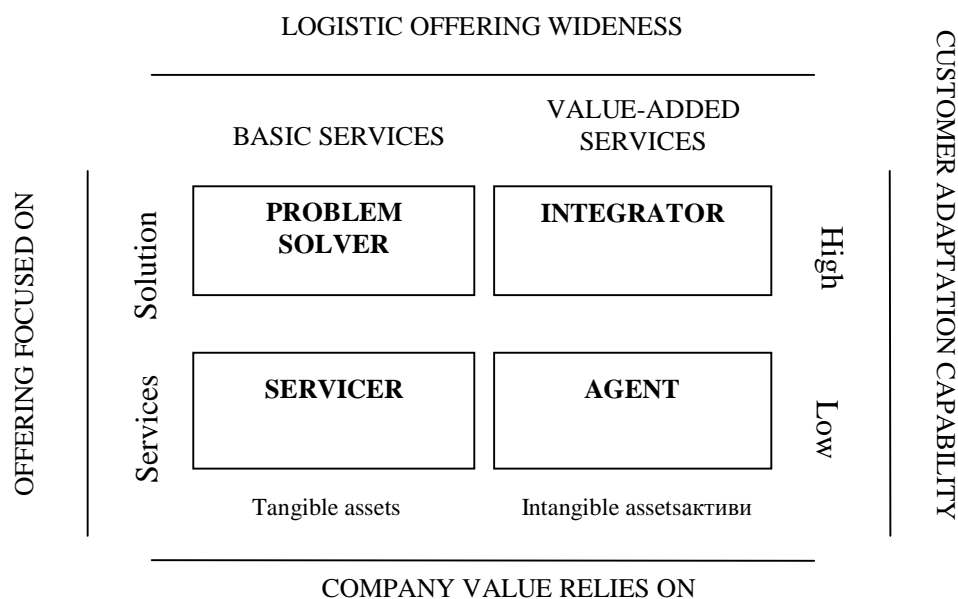 LOGISTIC OFFERING WIDENESS
BASIC SERVICES
VALUE-ADDED
SERVICES
OFFERING FOCUSED ON
Solution
PROBLEM
SOLVER
INTEGRATOR
High
CUSTOMER ADAPTATION CAPABILITY
Services
SERVICER
AGENT
Low
Tangible assets
Intangible assetsактиви
COMPANY VALUE RELIES ON